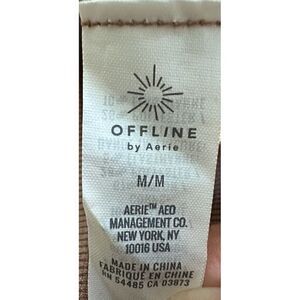 OFFLINE
by Aerie
M/M
AERIE™ AEO
MANAGEMENT CO.
NEW YORK, NY
10016 USA
MADE IN CHINA
FABRIQUÉ EN CHINE
RN 54485 CA 03873